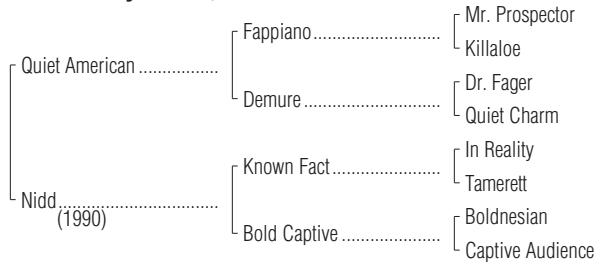 Mr. Prospector
Fappiano
Killaloe
Quiet American
Dr. Fager
Demure
Quiet Charm
In Reality
Known Fact
Tamerett
Nidd
(1990)
Boldnesian
Bold Captive
Captive Audience